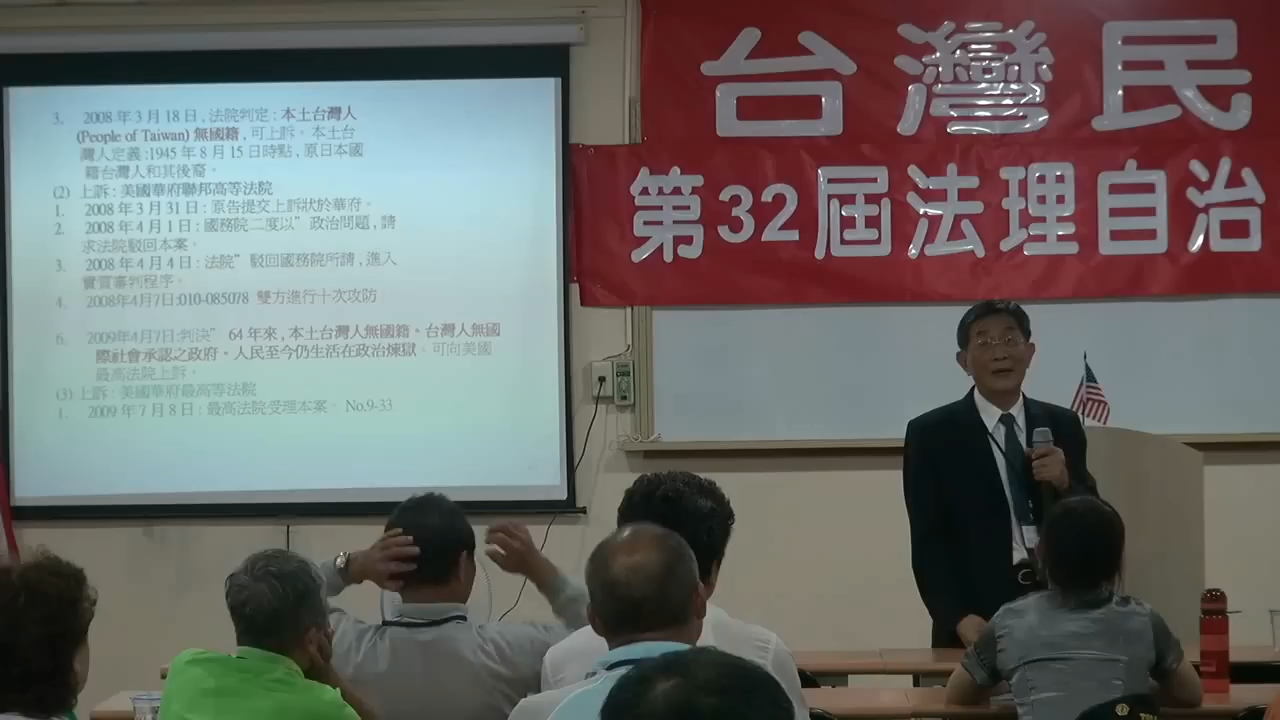 台灣民
第32屆法理自治
3. 2008年3月18日,法院判定:本土台灣人
(People of Taiwan) 無國籍,可上訴。本土台
灣人定義:1945年8月15日時點,原日本國
籍台灣人和其後裔。
(2) 上訴:美國華府聯邦高等法院
1. 2008年3月31日:原告提交上訴狀於華府。
2. 2008年4月1日:國務院二度以"政治問題,請
求法院駁回本案。
3. 2008年4月4日:法院"駁回國務院所請,進入
實質審判程序。
4. 2008年4月7日:010-085078 雙方進行十次攻防
6. 2009年4月7日:判決"64年來,本土台灣人無國籍。台灣人無國
際社會承認之政府。人民至今仍生活在政治煉獄。可向美國
最高法院上訴。
(3) 上訴:美國華府最高等法院
1. 2009年7月8日:最高法院受理本案。 No.9-33